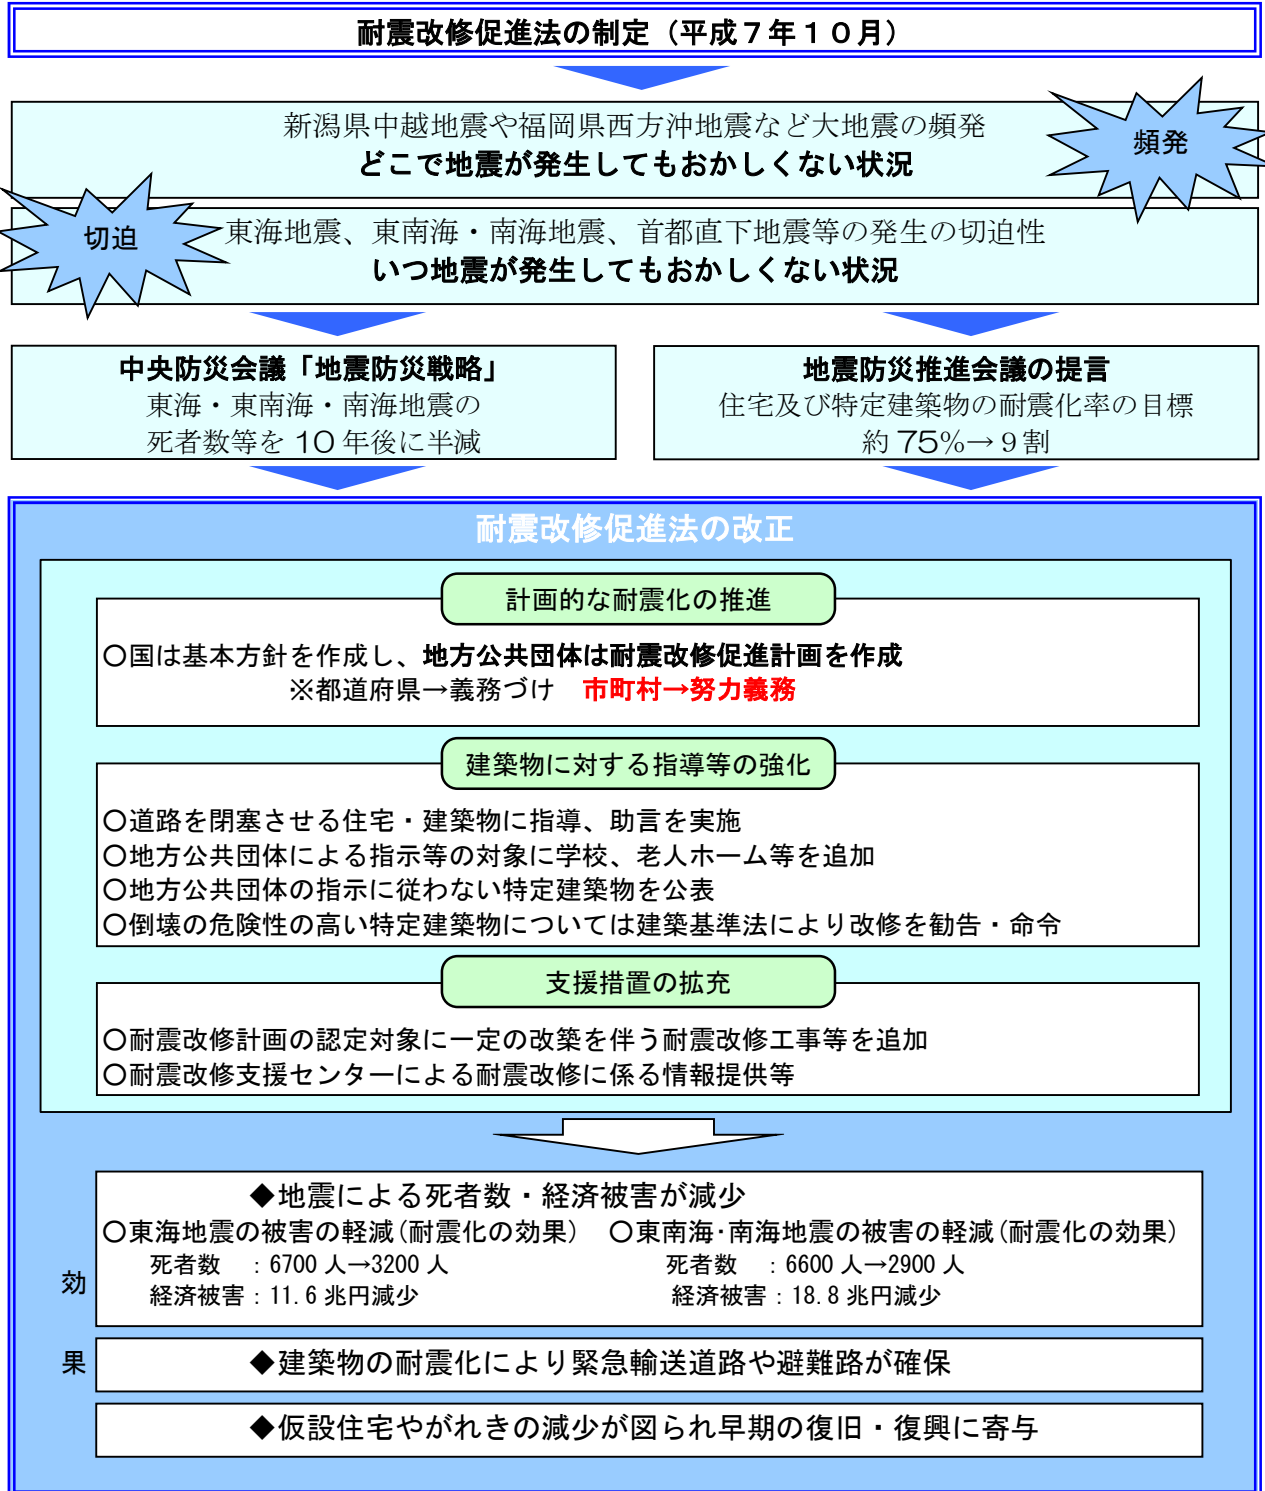 耐震改修促進法の制定（平成７年１０月）
新潟県中越地震や福岡県西方沖地震など大地震の頻発
どこで地震が発生してもおかしくない状況
頻発
切迫
東海地震、東南海・南海地震、首都直下地震等の発生の切迫性
いつ地震が発生してもおかしくない状況
中央防災会議「地震防災戦略」
東海・東南海・南海地震の
死者数等を 10 年後に半減
地震防災推進会議の提言
住宅及び特定建築物の耐震化率の目標
約 75%→９割
耐震改修促進法の改正
計画的な耐震化の推進
○国は基本方針を作成し、地方公共団体は耐震改修促進計画を作成
※都道府県→義務づけ　市町村→努力義務
建築物に対する指導等の強化
○道路を閉塞させる住宅・建築物に指導、助言を実施
○地方公共団体による指示等の対象に学校、老人ホーム等を追加
○地方公共団体の指示に従わない特定建築物を公表
○倒壊の危険性の高い特定建築物については建築基準法により改修を勧告・命令
支援措置の拡充
○耐震改修計画の認定対象に一定の改築を伴う耐震改修工事等を追加
○耐震改修支援センターによる耐震改修に係る情報提供等
効果
◆地震による死者数・経済被害が減少
○東海地震の被害の軽減(耐震化の効果)　○東南海･南海地震の被害の軽減(耐震化の効果)
死者数　：6700 人→3200 人　死者数　：6600 人→2900 人
経済被害：11.6 兆円減少　経済被害：18.8 兆円減少
◆建築物の耐震化により緊急輸送道路や避難路が確保
◆仮設住宅やがれきの減少が図られ早期の復旧・復興に寄与